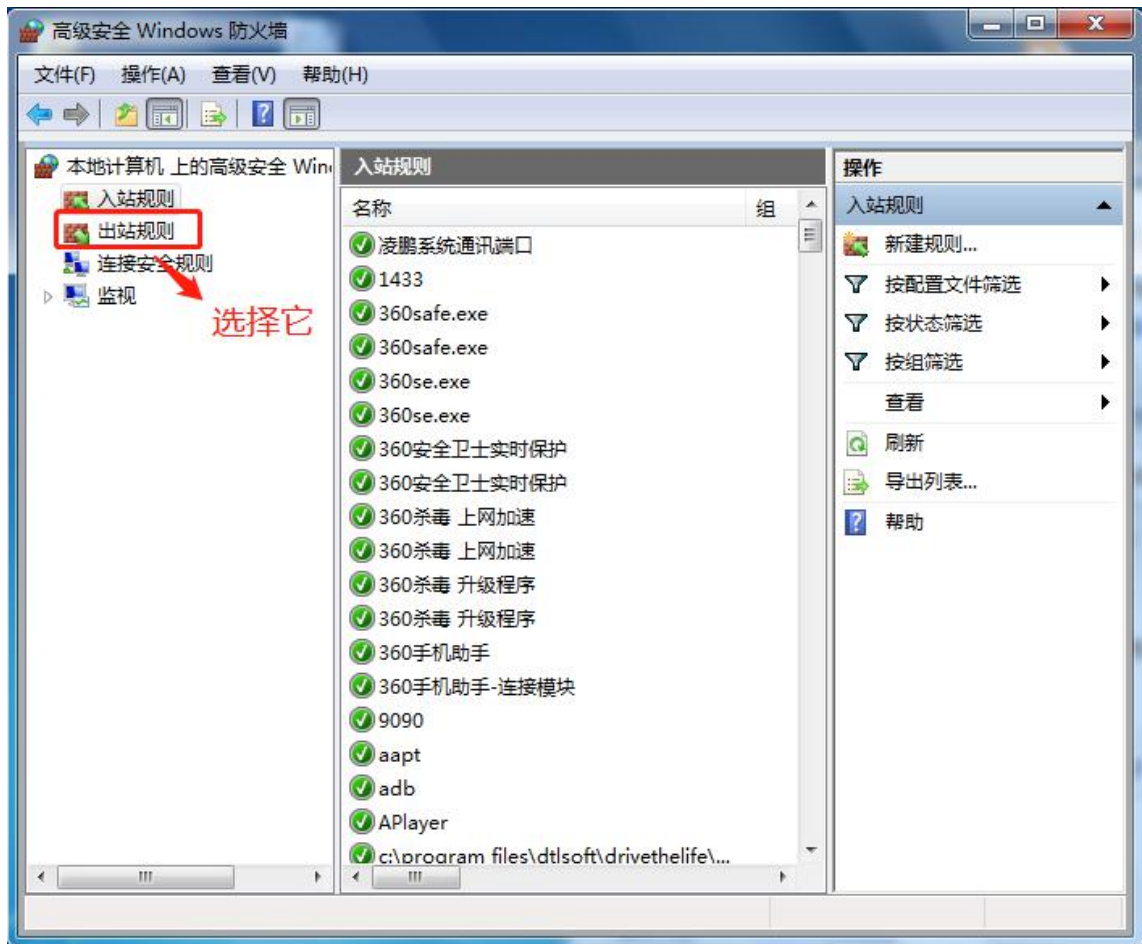 高级安全 Windows 防火墙
文件(F) 操作(A) 查看(V) 帮助(H)
本地计算机 上的高级安全 Win
入站规则
出站规则
连接安全规则
监视
选择它
入站规则
名称 组
凌鹏系统通讯端口
1433
360safe.exe
360safe.exe
360se.exe
360se.exe
360安全卫士实时保护
360安全卫士实时保护
360杀毒 上网加速
360杀毒 上网加速
360杀毒 升级程序
360杀毒 升级程序
360手机助手
360手机助手-连接模块
9090
aapt
adb
APlayer
c:\program files\dtlsoft\drivethelife\...
操作
入站规则
新建规则...
按配置文件筛选
按状态筛选
按组筛选
查看
刷新
导出列表...
帮助